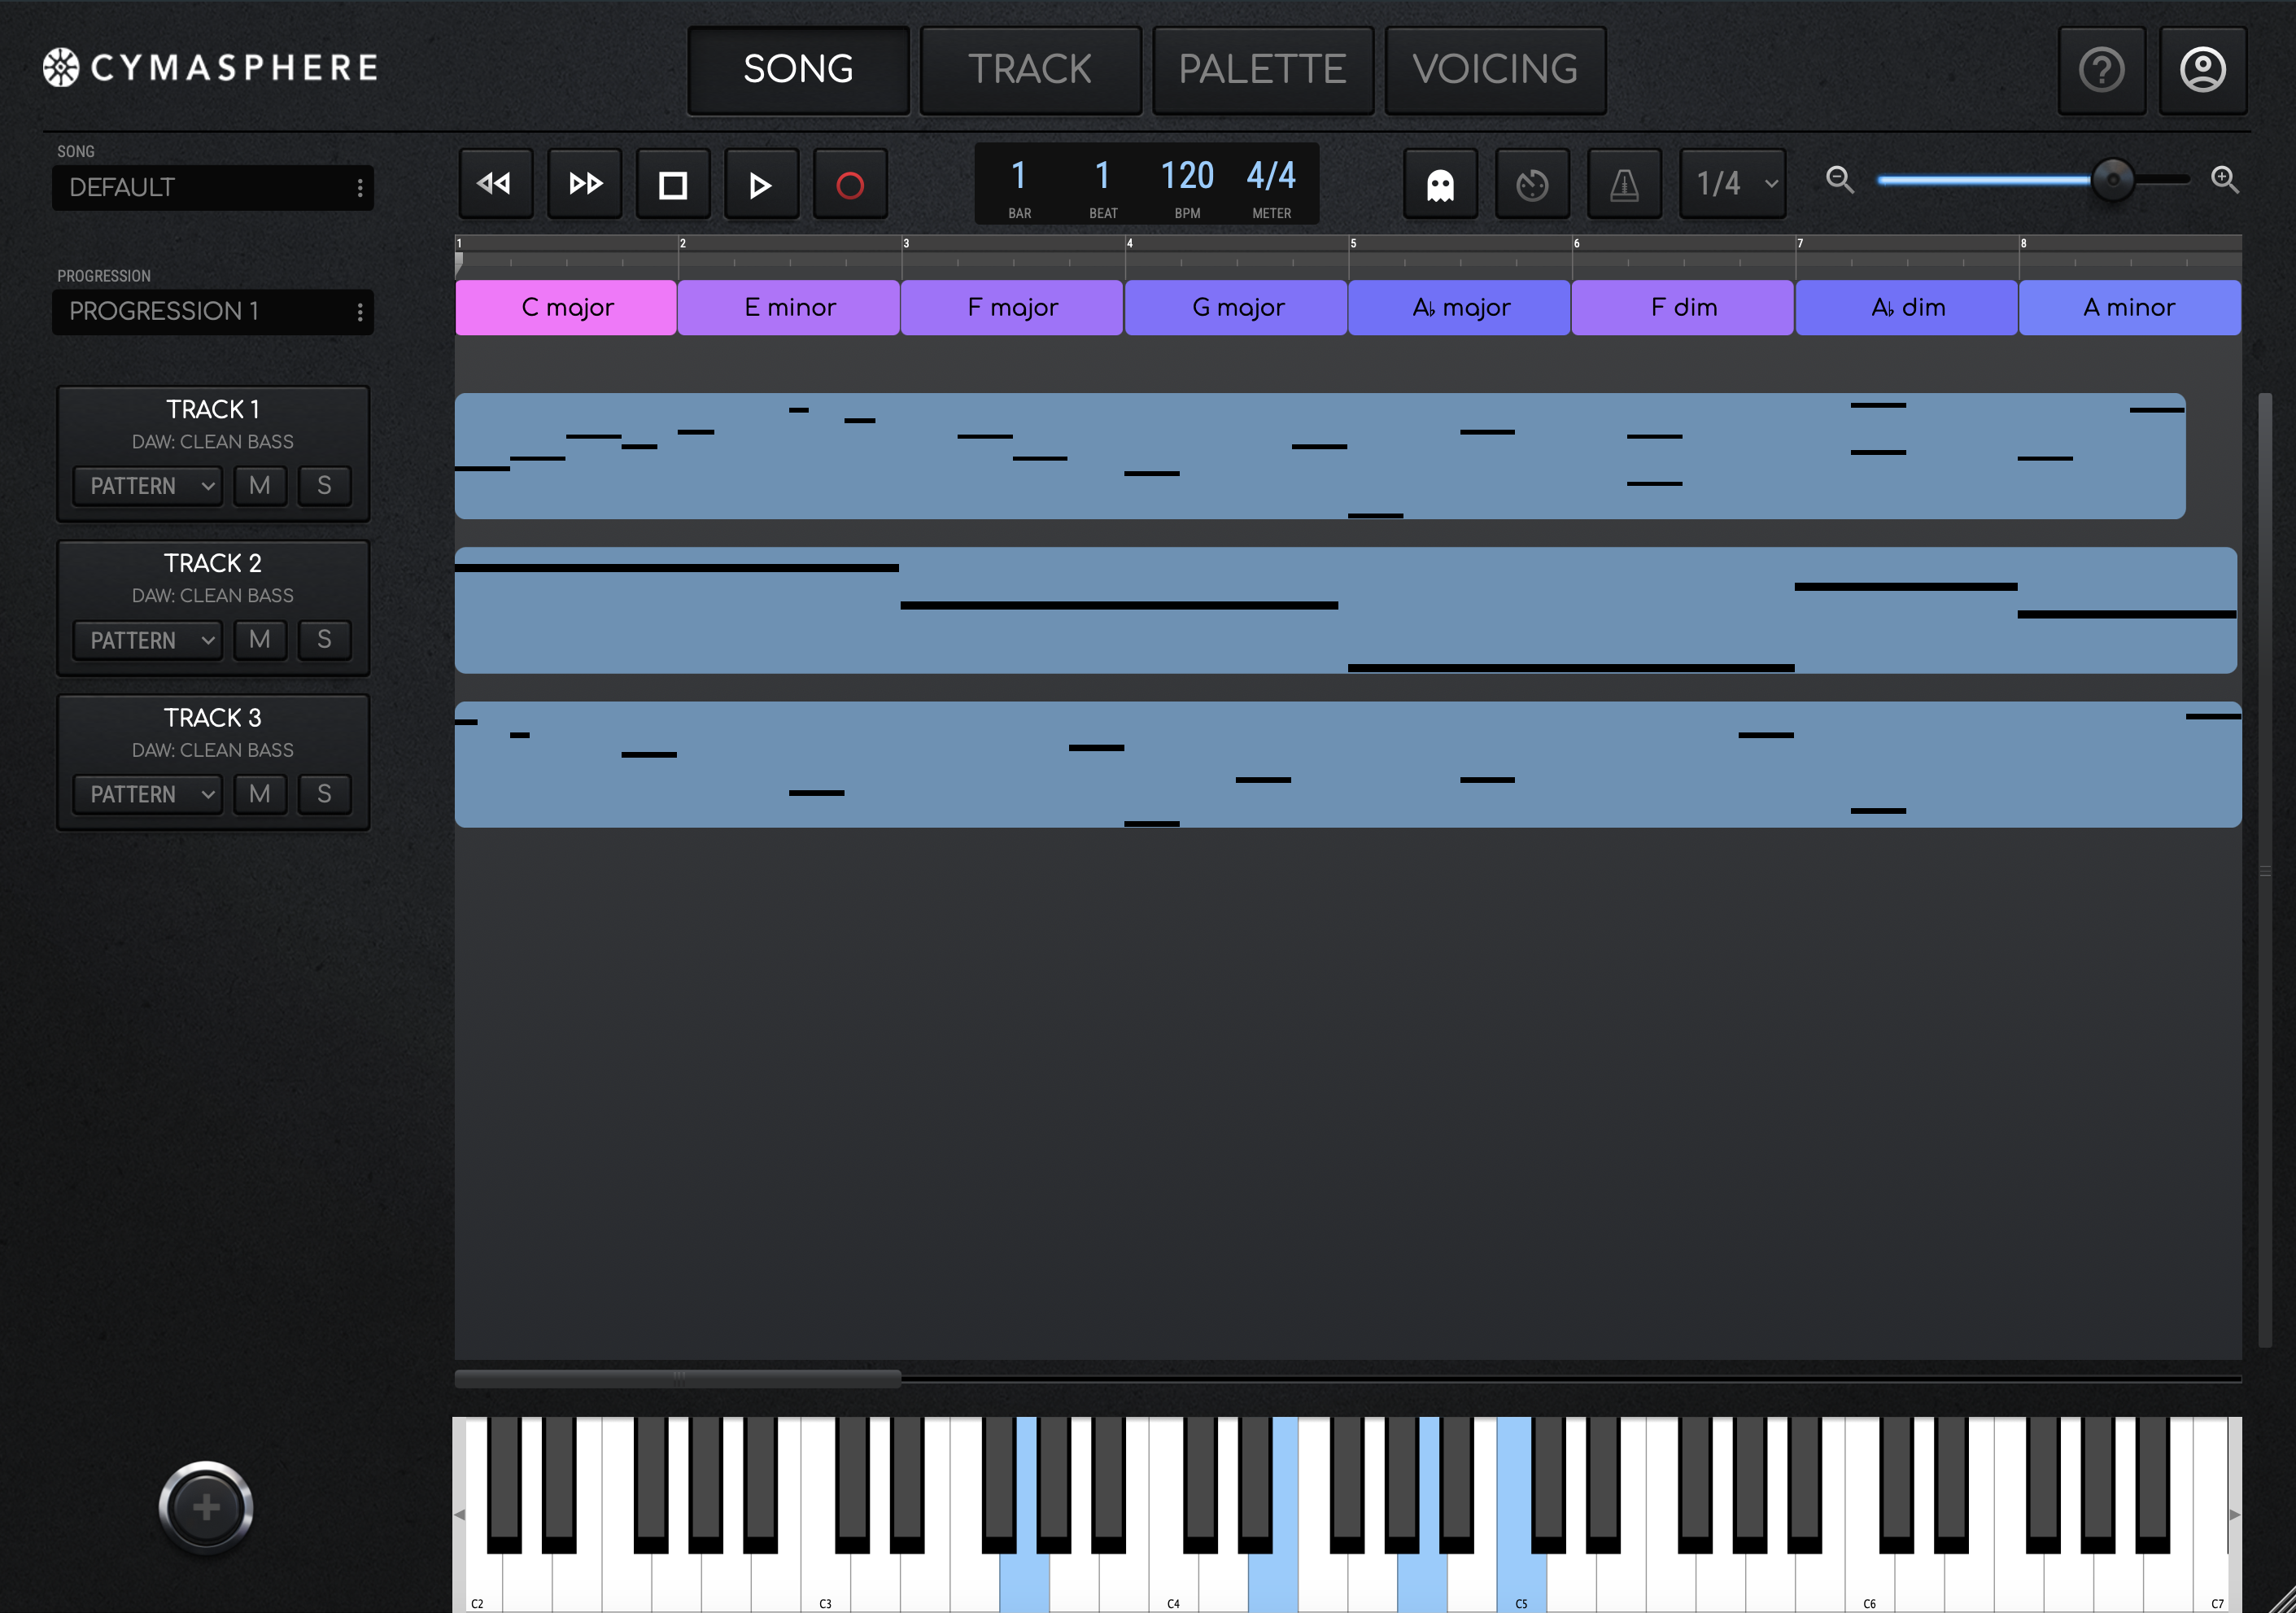 CYMASPHERE
SONG TRACK PALETTE VOICING
SONG
DEFAULT
1 1 120 4/4
BAR BEAT BPM METER
1/4
1 2 3 4 5 6 7 8
PROGRESSION
PROGRESSION 1
C major E minor F major G major A♭ major F dim A♭ dim A minor
TRACK 1
DAW: CLEAN BASS
PATTERN M S
TRACK 2
DAW: CLEAN BASS
PATTERN M S
TRACK 3
DAW: CLEAN BASS
PATTERN M S
C2 C3 C4 C5 C6 C7